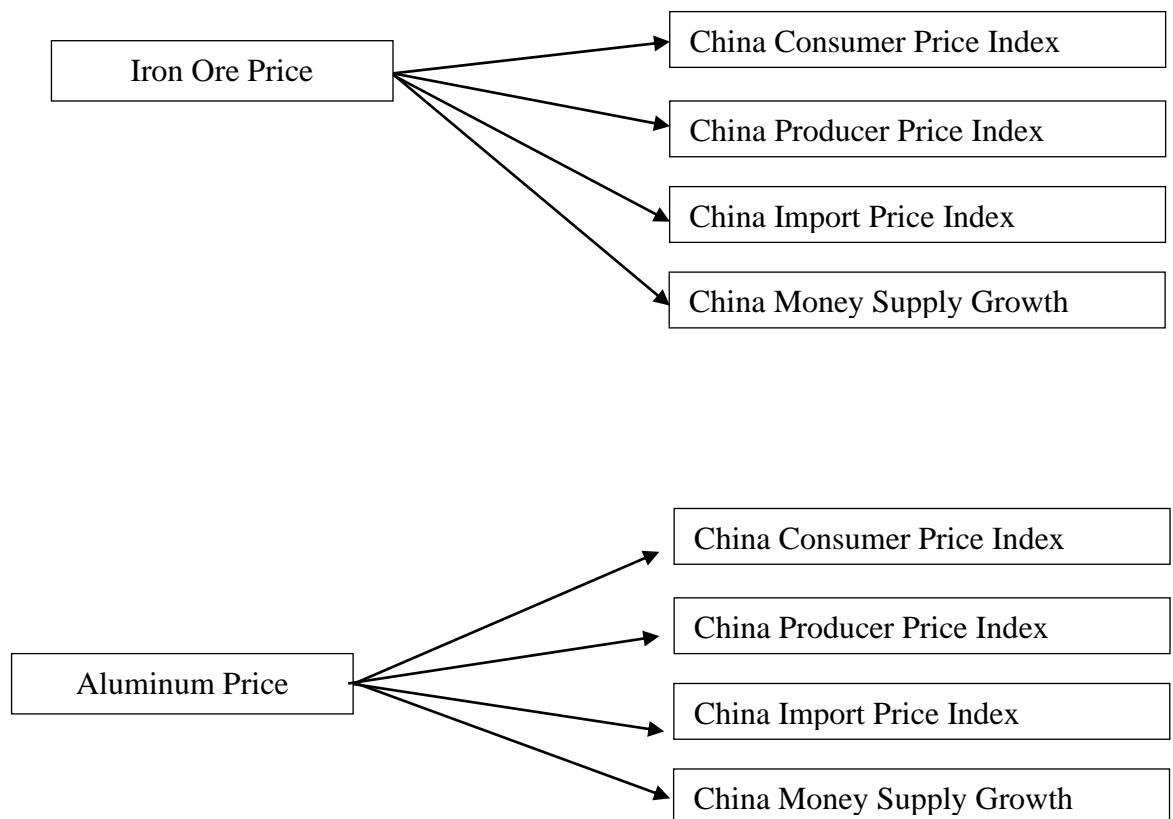 Iron Ore Price
China Consumer Price Index
China Producer Price Index
China Import Price Index
China Money Supply Growth
Aluminum Price
China Consumer Price Index
China Producer Price Index
China Import Price Index
China Money Supply Growth